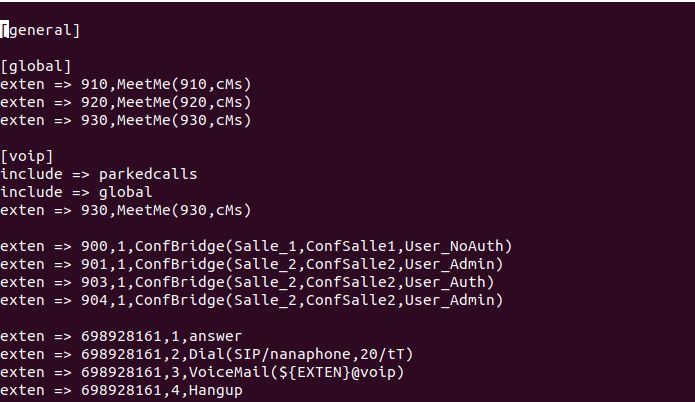 [general]
[global]
exten => 910,MeetMe(910,cMs)
exten => 920,MeetMe(920,cMs)
exten => 930,MeetMe(930,cMs)
[voip]
include => parkedcalls
include => global
exten => 930,MeetMe(930,cMs)
exten => 900,1,ConfBridge(Salle_1,ConfSalle1,User_NoAuth)
exten => 901,1,ConfBridge(Salle_2,ConfSalle2,User_Admin)
exten => 903,1,ConfBridge(Salle_2,ConfSalle2,User_Auth)
exten => 904,1,ConfBridge(Salle_2,ConfSalle2,User_Admin)
exten => 698928161,1,answer
exten => 698928161,2,Dial(SIP/nanaphone,20/tT)
exten => 698928161,3,VoiceMail(${EXTEN}@voip)
exten => 698928161,4,Hangup